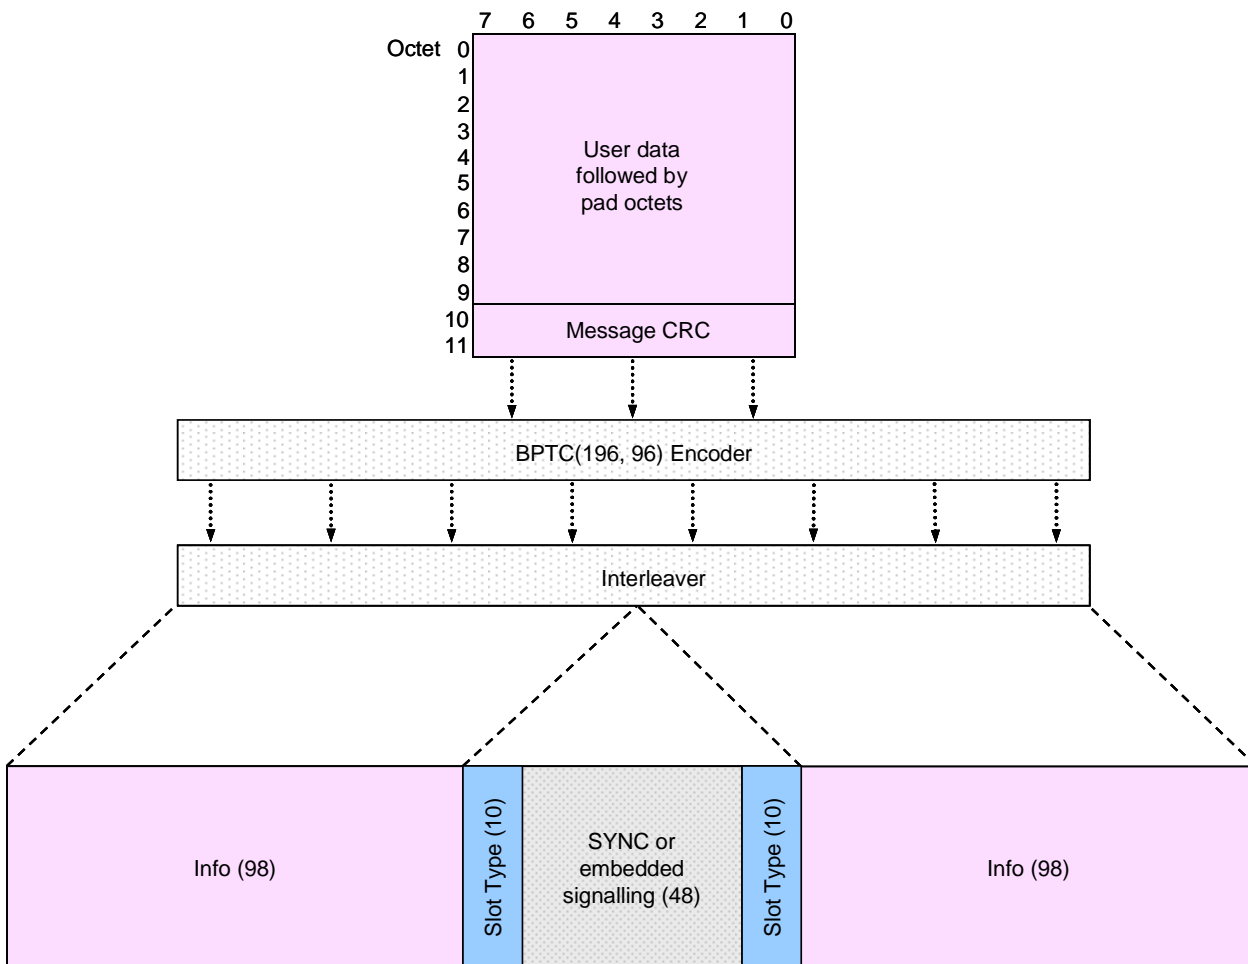 7 6 5 4 3 2 1 0
Octet 0
1
2
3
4
5
6
7
8
9
10
11
User data
followed by
pad octets
Message CRC
BPTC(196, 96) Encoder
Interleaver
Info (98)
Slot Type (10)
SYNC or
embedded
signalling (48)
Slot Type (10)
Info (98)